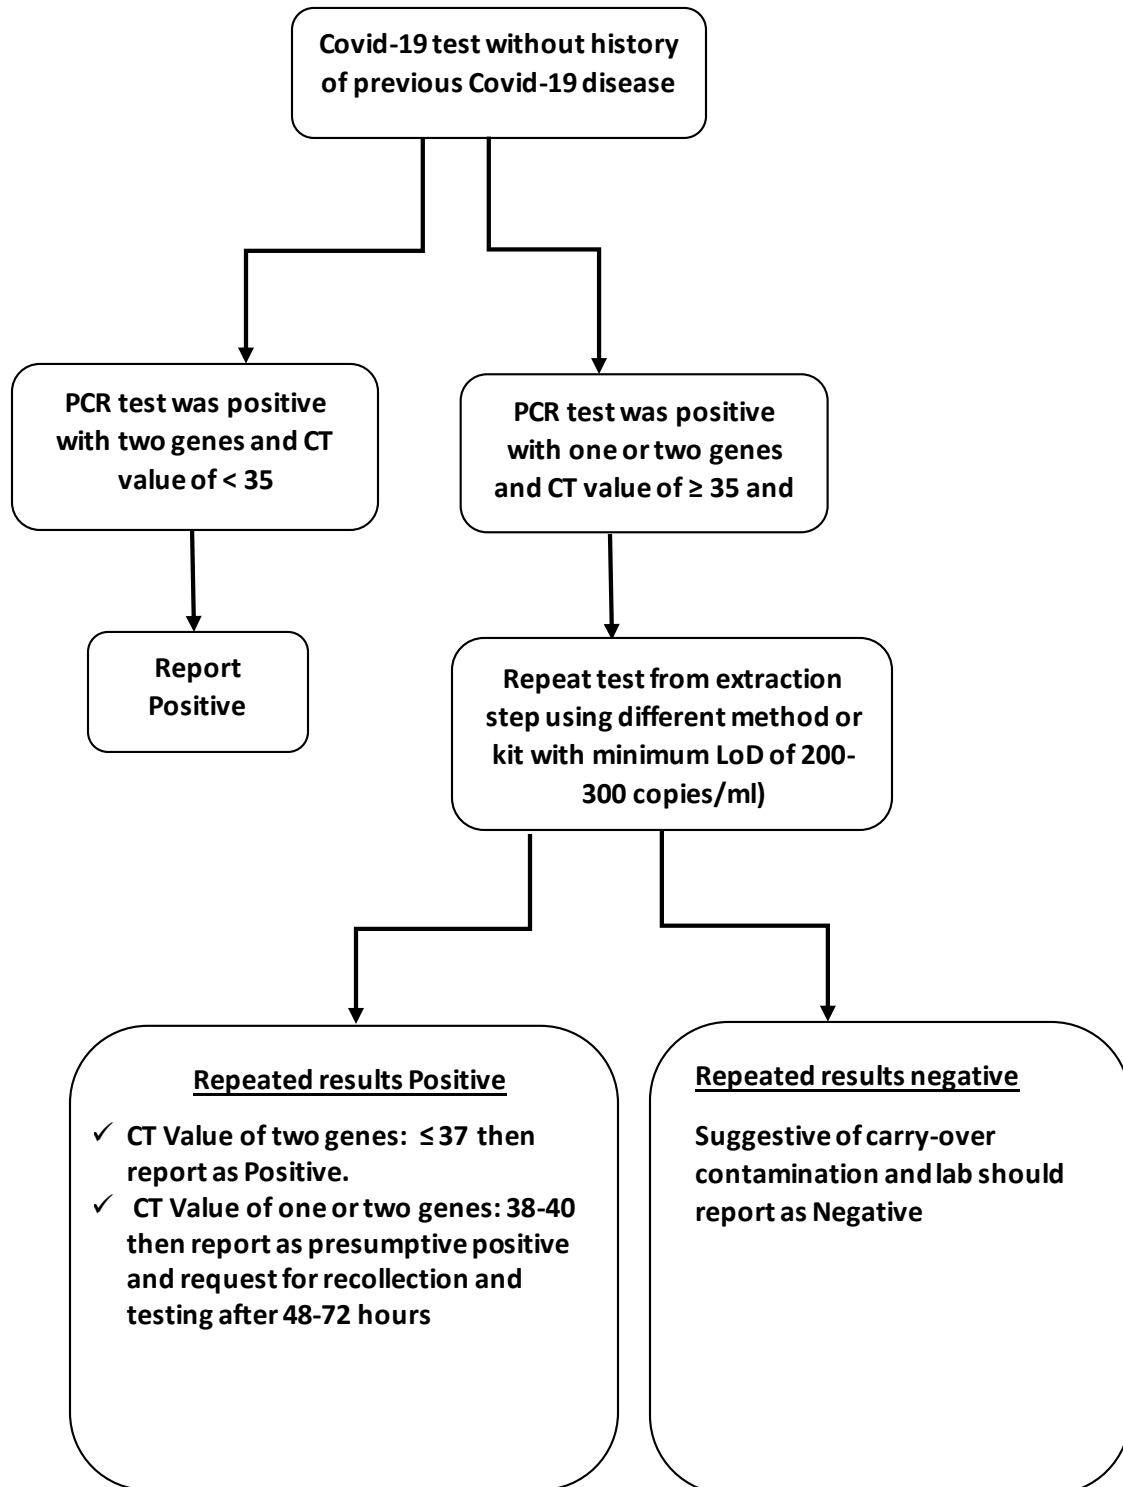 Covid-19 test without history
of previous Covid-19 disease
PCR test was positive
with two genes and CT
value of < 35
PCR test was positive
with one or two genes
and CT value of ≥ 35 and
Report
Positive
Repeat test from extraction
step using different method or
kit with minimum LoD of 200-
300 copies/ml)
Repeated results Positive
✓ CT Value of two genes: ≤ 37 then
report as Positive.
✓ CT Value of one or two genes: 38-40
then report as presumptive positive
and request for recollection and
testing after 48-72 hours
Repeated results negative
Suggestive of carry-over
contamination and lab should
report as Negative